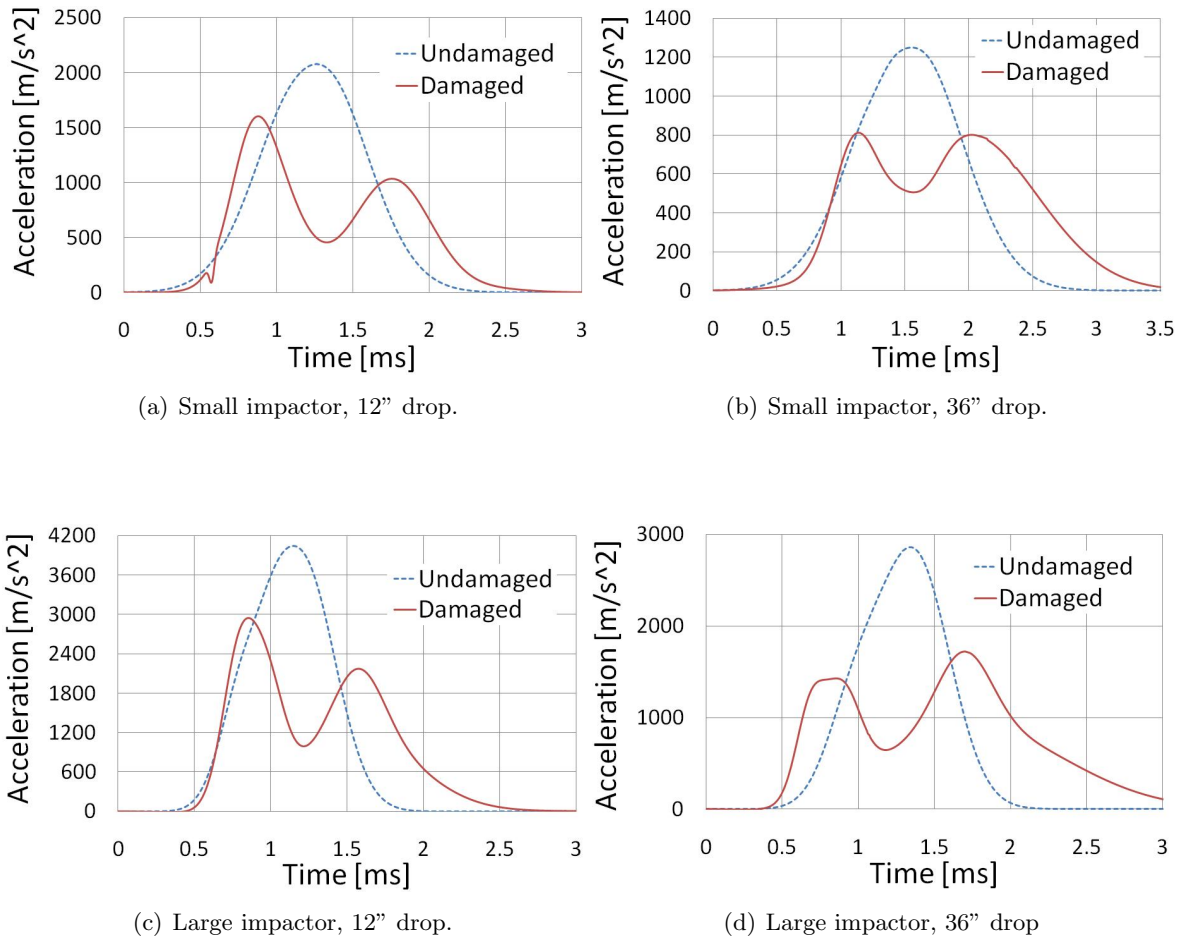 Acceleration [m/s^2]
2500
2000
1500
1000
500
0
Undamaged
Damaged
0 0.5 1 1.5 2 2.5 3
Time [ms]
(a) Small impactor, 12” drop.
Acceleration [m/s^2]
1400
1200
1000
800
600
400
200
0
Undamaged
Damaged
0 0.5 1 1.5 2 2.5 3 3.5
Time [ms]
(b) Small impactor, 36” drop.
Acceleration [m/s^2]
4200
3600
3000
2400
1800
1200
600
0
Undamaged
Damaged
0 0.5 1 1.5 2 2.5 3
Time [ms]
(c) Large impactor, 12” drop.
Acceleration [m/s^2]
3000
2000
1000
0
Undamaged
Damaged
0 0.5 1 1.5 2 2.5 3
Time [ms]
(d) Large impactor, 36” drop